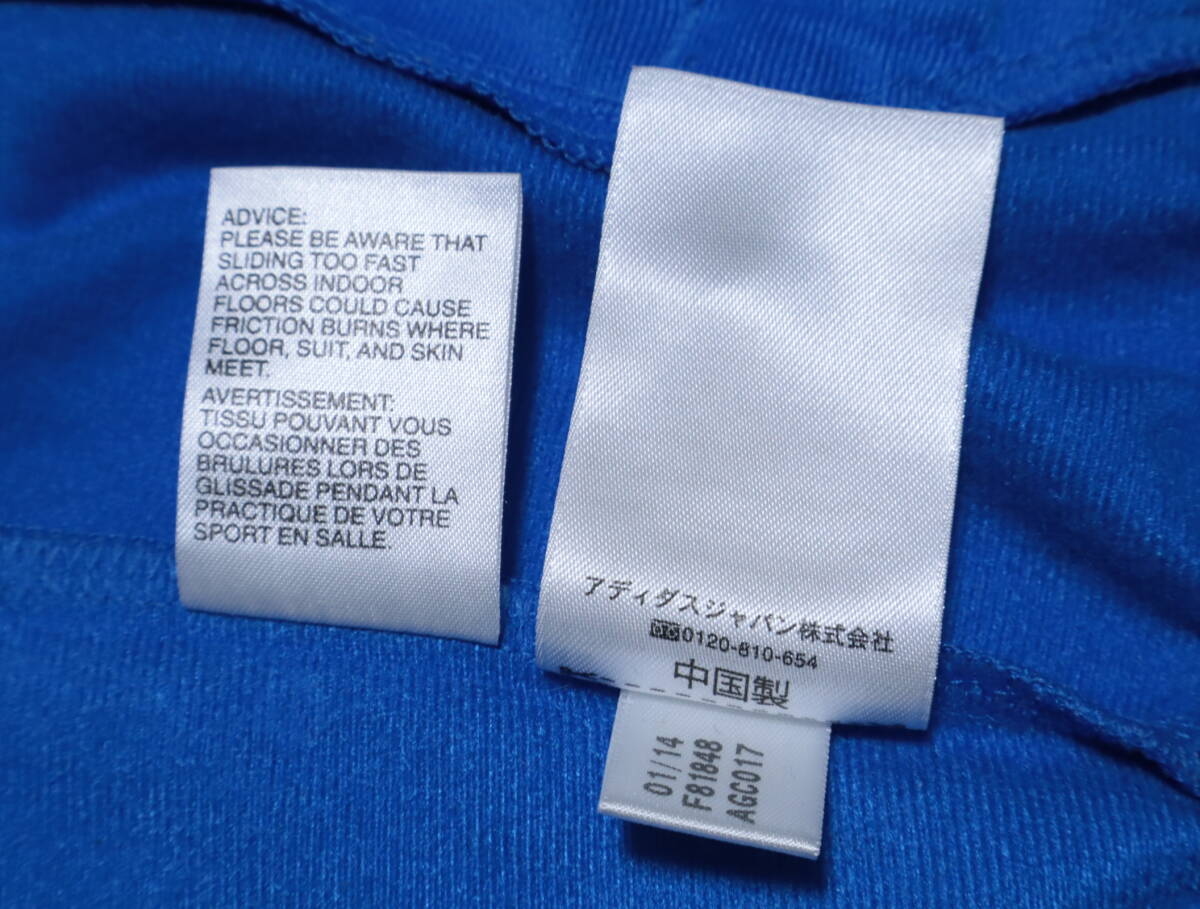 ADVICE:
PLEASE BE AWARE THAT
SLIDING TOO FAST
ACROSS INDOOR
FLOORS COULD CAUSE
FRICTION BURNS WHERE
FLOOR, SUIT, AND SKIN
MEET.
AVERTISSEMENT:
TISSU POUVANT VOUS
OCCASIONNER DES
BRULURES LORS DE
GLISSADE PENDANT LA
PRACTIQUE DE VOTRE
SPORT EN SALLE.
アディダスジャパン株式会社
0120-810-654
中国製
01/14
F81848
AGC017